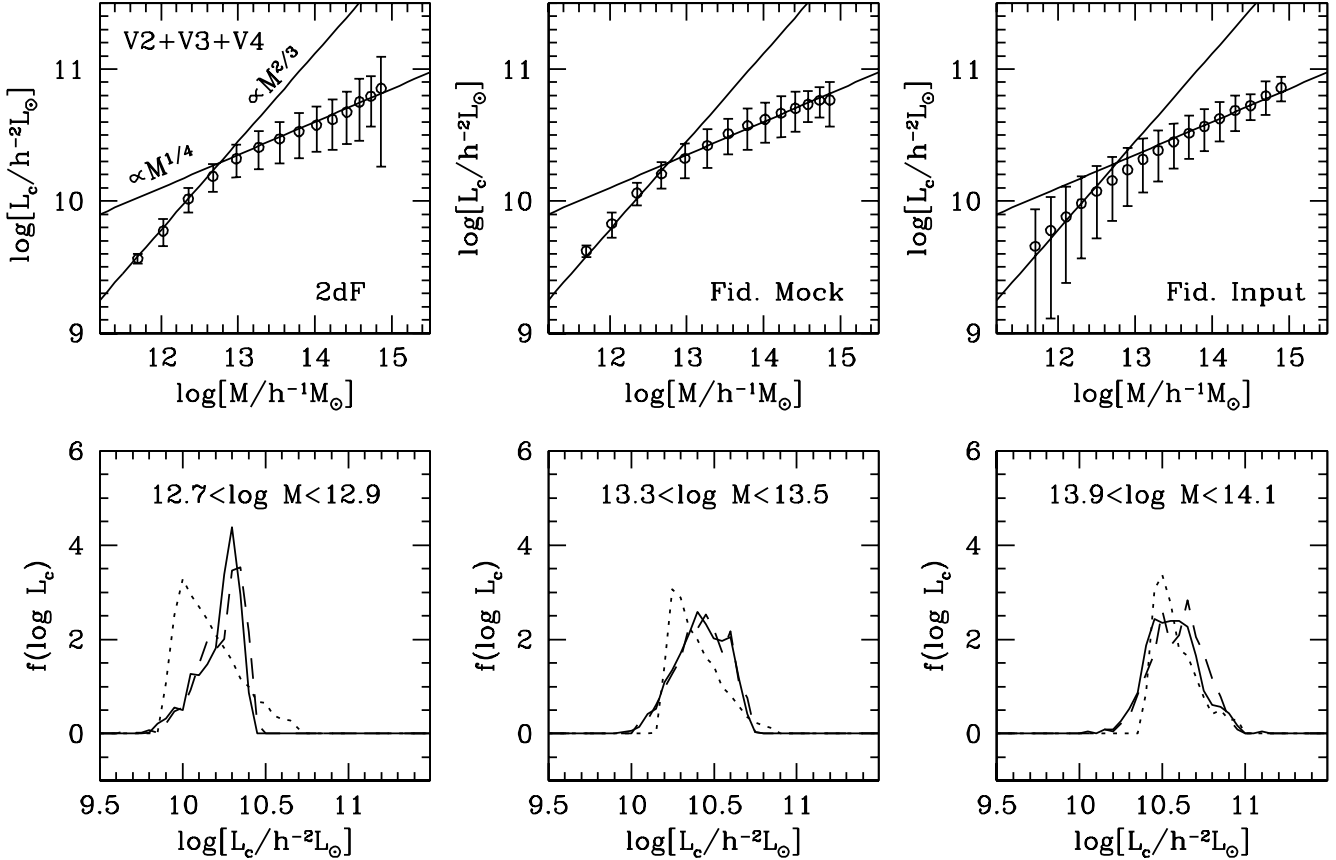 V2+V3+V4
∝M^{2/3}
∝M^{1/4}
2dF
log[L_c/h^{-2}L_⊙]
9
10
11
12
13
14
15
log[M/h^{-1}M_⊙]
Fid. Mock
log[L_c/h^{-2}L_⊙]
9
10
11
12
13
14
15
log[M/h^{-1}M_⊙]
Fid. Input
log[L_c/h^{-2}L_⊙]
9
10
11
12
13
14
15
log[M/h^{-1}M_⊙]
12.7<log M<12.9
f(log L_c)
6
4
2
0
9.5
10
10.5
11
log[L_c/h^{-2}L_⊙]
13.3<log M<13.5
f(log L_c)
6
4
2
0
9.5
10
10.5
11
log[L_c/h^{-2}L_⊙]
13.9<log M<14.1
f(log L_c)
6
4
2
0
9.5
10
10.5
11
log[L_c/h^{-2}L_⊙]